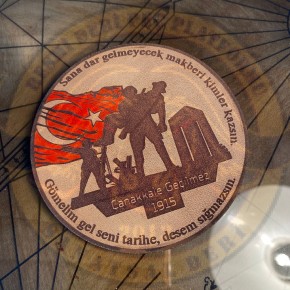 Sana dar gelmeyecek makberi kimler kazsın.
Çanakkale Geçilmez
1915
Gömelim gel seni tarihe, desem sığmazsın.